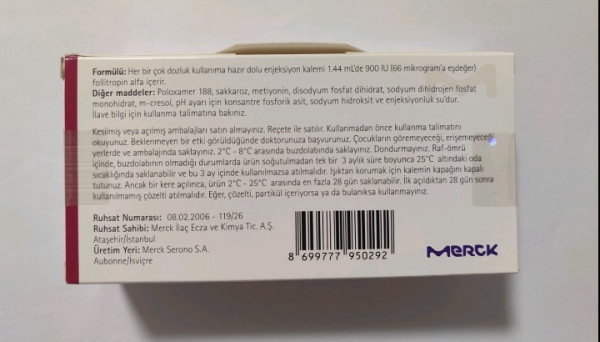 Formülü: Her bir çok dozluk kullanıma hazır dolu enjeksiyon kalemi 1.44 mL'de 900 IU (66 mikrogram'a eşdeğer)
follitropin alfa içerir.
Diğer maddeler: Poloxamer 188, sakkaroz, metiyonin, disodyum fosfat dihidrat, sodyum dihidrojen fosfat
monohidrat, m-cresol, pH ayarı için konsantre fosforik asit, sodyum hidroksit ve enjeksiyonluk su'dur.
İlave bilgi için kullanma talimatına bakınız.
Kesilmiş veya açılmış ambalajları satın almayınız. Reçete ile satılır. Kullanmadan önce kullanma talimatını
okuyunuz. Beklenmeyen bir etki görüldüğünde doktorunuza başvurunuz. Çocukların göremeyeceği, erişemeyeceği
yerlerde ve ambalajında saklayınız. 2°C - 8°C arasında buzdolabında saklayınız. Dondurmayınız. Raf-ömrü
içinde, buzdolabının olmadığı durumlarda ürün soğutulmadan tek bir 3 aylık süre boyunca 25°C altındaki oda
sıcaklığında saklanabilir ve bu 3 ay içinde kullanılmazsa atılmalıdır. Işıktan korumak için kalemin kapağını kapalı
tutunuz. Ancak bir kere açılınca, ürün 2°C - 25°C arasında en fazla 28 gün saklanabilir. İlk açıldıktan 28 gün sonra
kullanılmamış çözelti atılmalıdır. Eğer, çözelti, partikül içeriyorsa ya da bulanıksa kullanmayınız.
Ruhsat Numarası: 08.02.2006 - 119/26
Ruhsat Sahibi: Merck İlaç Ecza ve Kimya Tic. A.Ş.
Ataşehir/İstanbul
Üretim Yeri: Merck Serono S.A.
Aubonne/İsviçre
8 699777 950292
MERCK